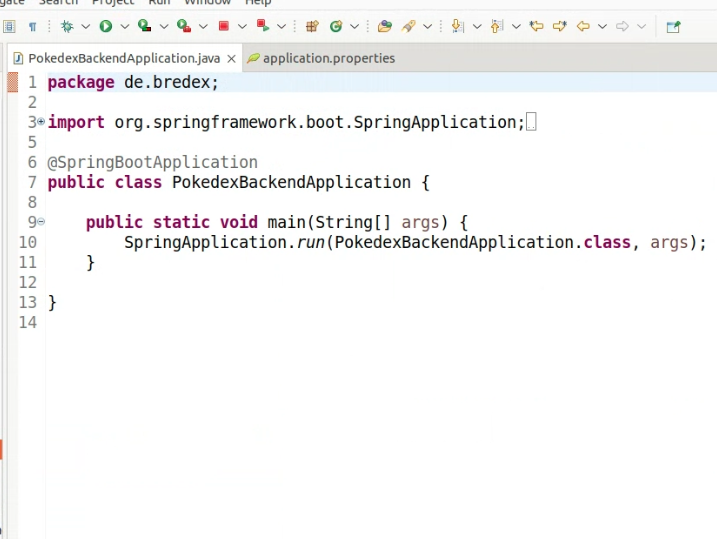 Search Project Run Window Help
PokedexBackendApplication.java application.properties
1 package de.bredex;
2
3 import org.springframework.boot.SpringApplication;
5
6 @SpringBootApplication
7 public class PokedexBackendApplication {
8
9 public static void main(String[] args) {
10 SpringApplication.run(PokedexBackendApplication.class, args);
11 }
12
13 }
14